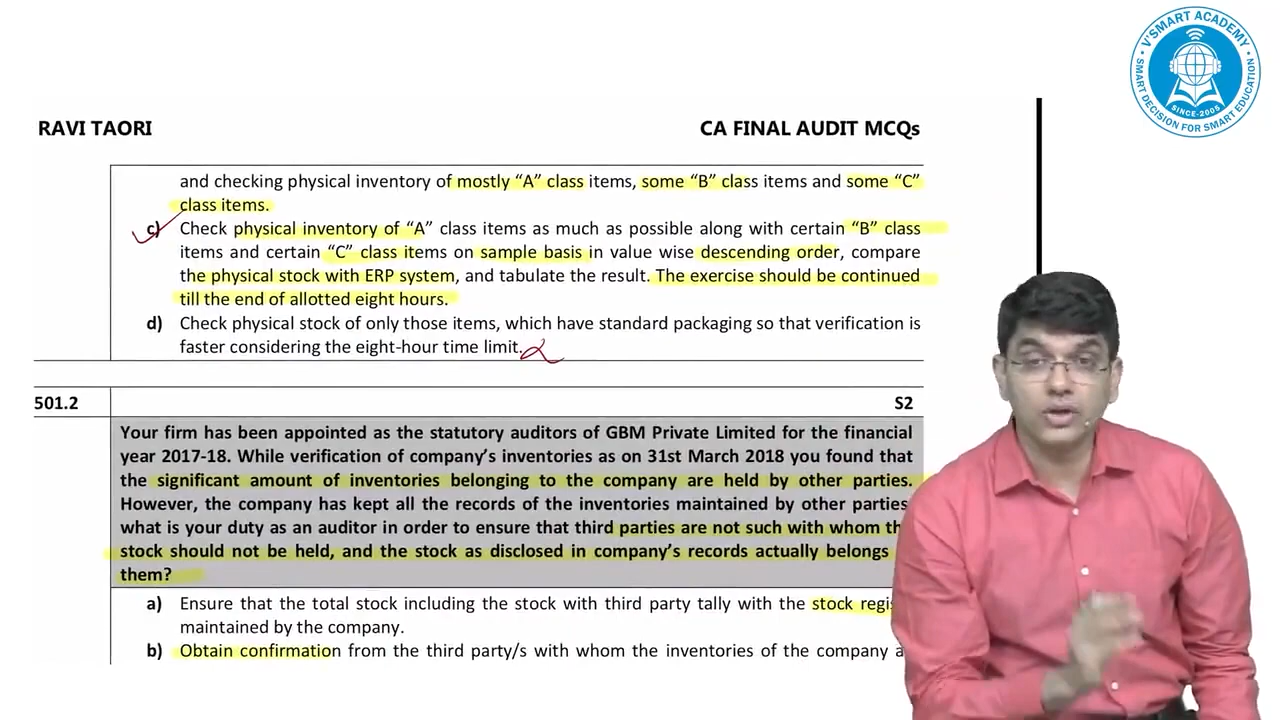 V'SMART ACADEMY
SINCE-2005
SMART DECISION FOR SMART EDUCATION
RAVI TAORI
CA FINAL AUDIT MCQs
and checking physical inventory of mostly “A” class items, some “B” class items and some “C”
class items.
c) Check physical inventory of “A” class items as much as possible along with certain “B” class
items and certain “C” class items on sample basis in value wise descending order, compare
the physical stock with ERP system, and tabulate the result. The exercise should be continued
till the end of allotted eight hours.
d) Check physical stock of only those items, which have standard packaging so that verification is
faster considering the eight-hour time limit.
501.2
S2
Your firm has been appointed as the statutory auditors of GBM Private Limited for the financial
year 2017-18. While verification of company’s inventories as on 31st March 2018 you found that
the significant amount of inventories belonging to the company are held by other parties.
However, the company has kept all the records of the inventories maintained by other parties
what is your duty as an auditor in order to ensure that third parties are not such with whom
stock should not be held, and the stock as disclosed in company’s records actually belongs
them?
a) Ensure that the total stock including the stock with third party tally with the stock
maintained by the company.
b) Obtain confirmation from the third party/s with whom the inventories of the company